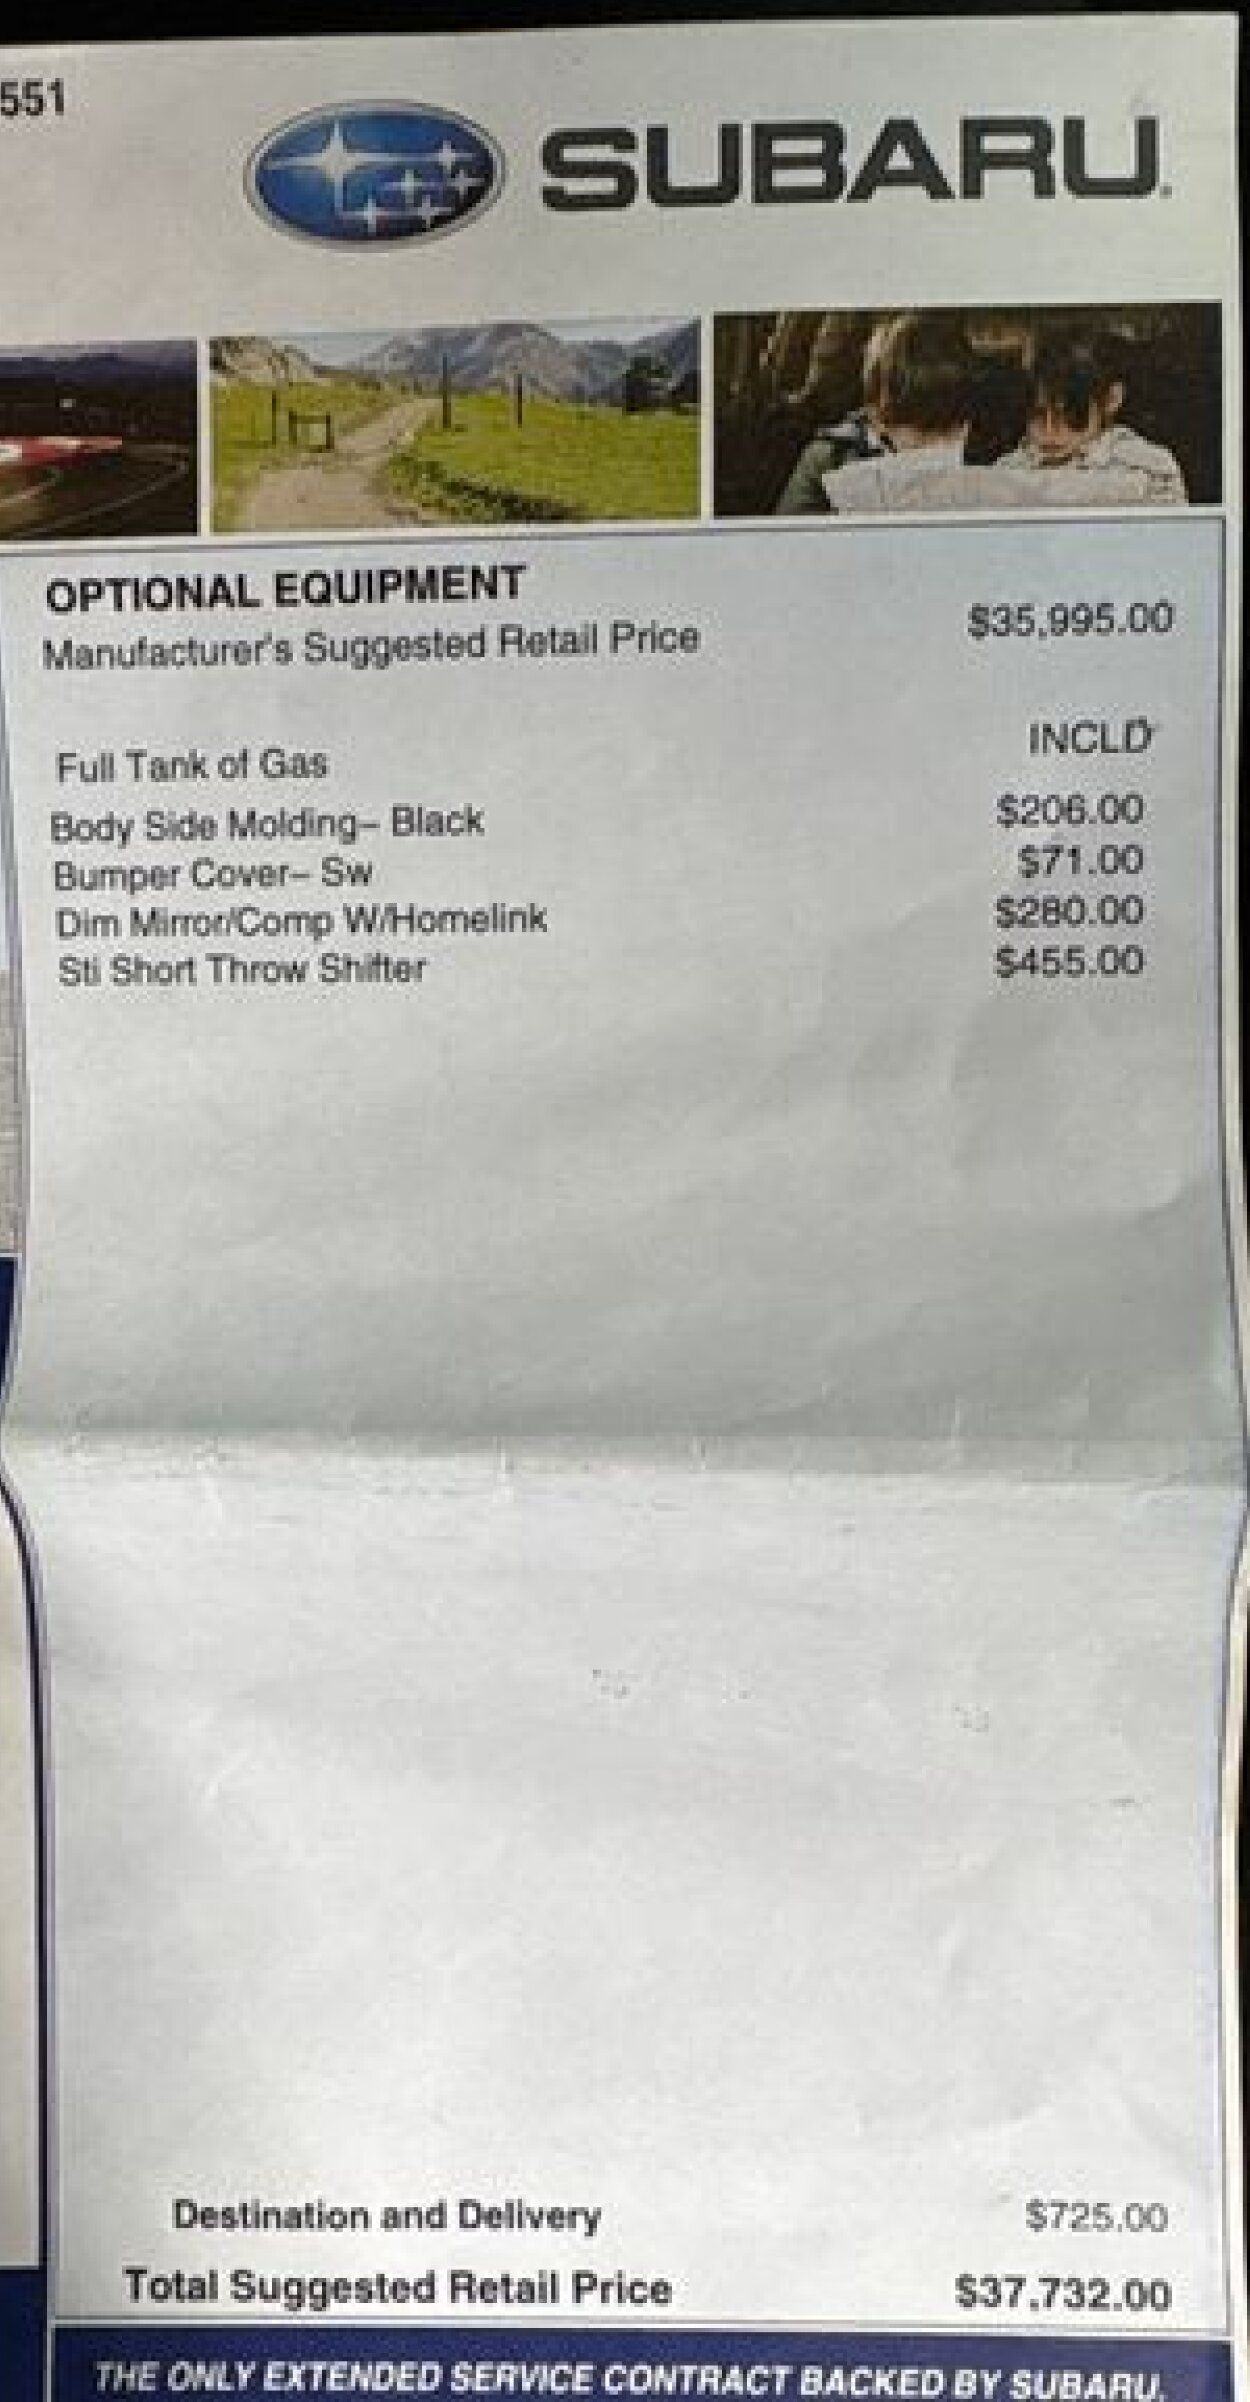 551
SUBARU.
OPTIONAL EQUIPMENT
Manufacturer's Suggested Retail Price $35,995.00
Full Tank of Gas INCLD
Body Side Molding– Black $206.00
Bumper Cover– Sw $71.00
Dim Mirror/Comp W/Homelink $280.00
Sti Short Throw Shifter $455.00
Destination and Delivery $725.00
Total Suggested Retail Price $37,732.00
THE ONLY EXTENDED SERVICE CONTRACT BACKED BY SUBARU.